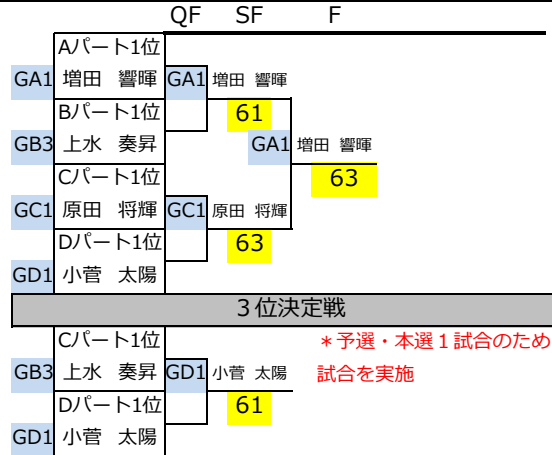 QF SF F
Aパート1位
GA1 増田 響暉 GA1 増田 響暉
Bパート1位 61
GB3 上水 奏昇 GA1 増田 響暉
Cパート1位 63
GC1 原田 将輝 GC1 原田 将輝
Dパート1位 63
GD1 小菅 太陽
３位決定戦
Cパート1位 ＊予選・本選１試合のため
GB3 上水 奏昇 GD1 小菅 太陽 試合を実施
Dパート1位 61
GD1 小菅 太陽